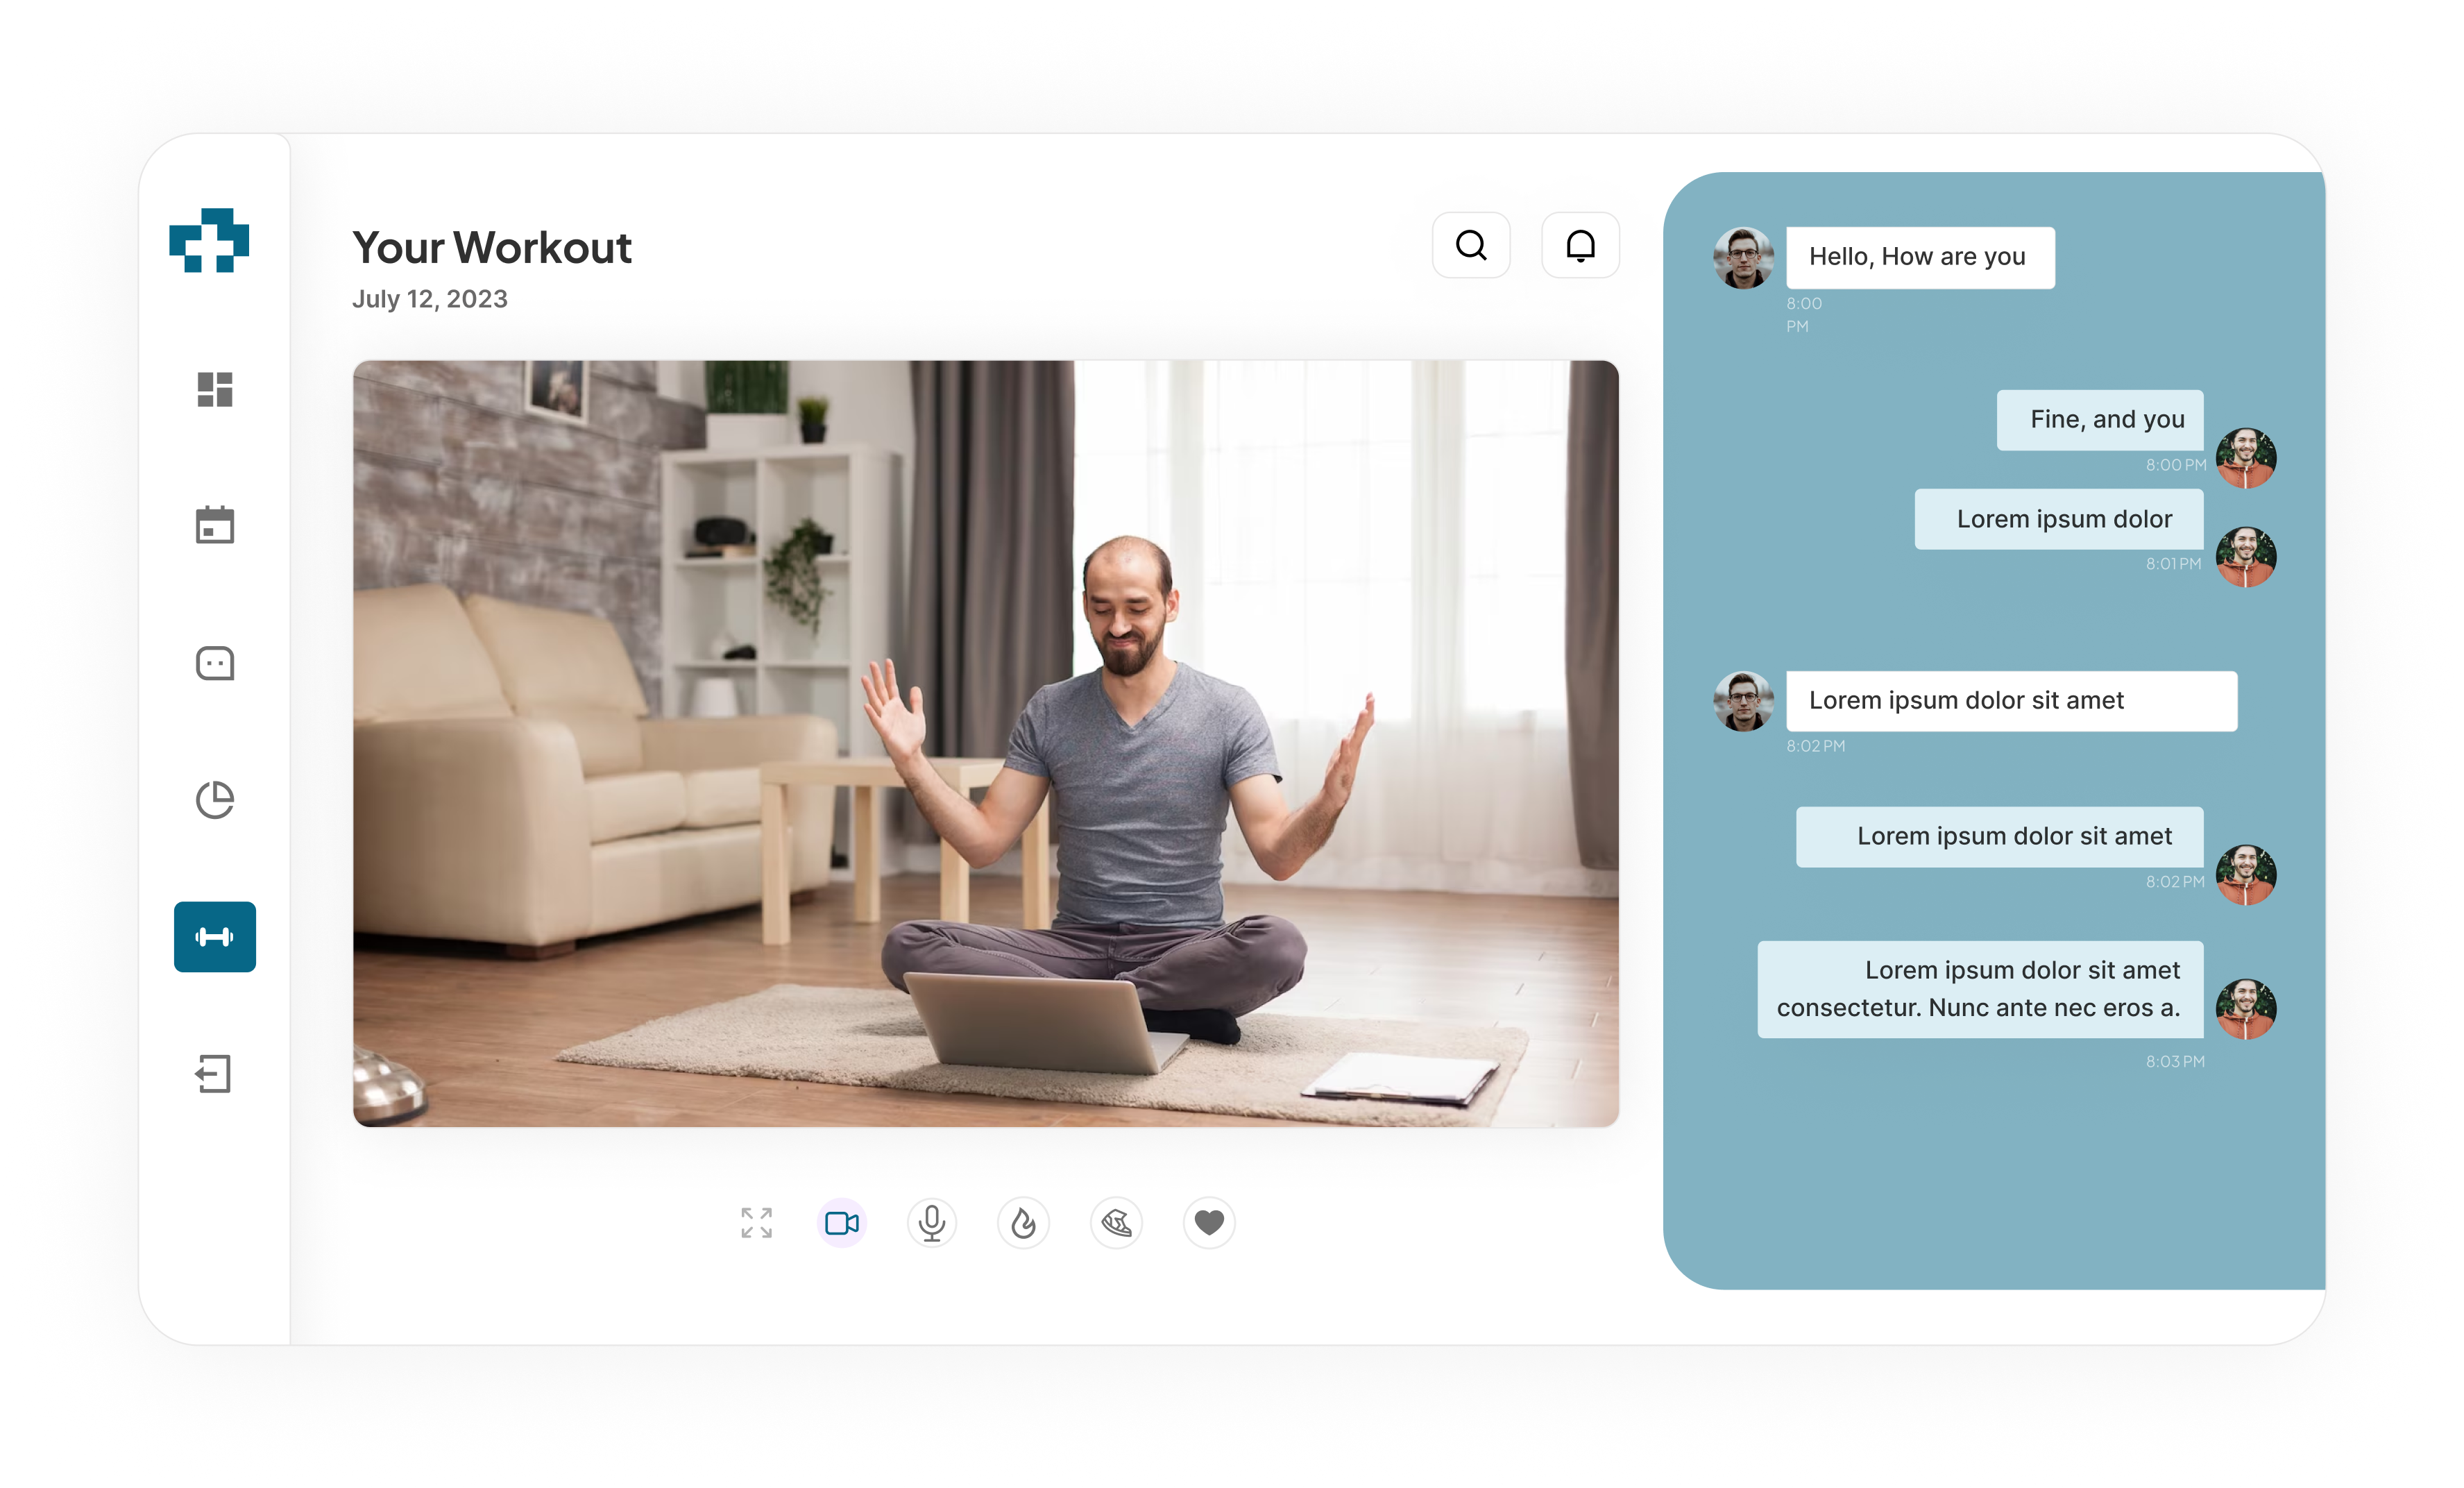 Your Workout
July 12, 2023
Hello, How are you
8:00
PM
Fine, and you
8:00 PM
Lorem ipsum dolor
8:01 PM
Lorem ipsum dolor sit amet
8:02 PM
Lorem ipsum dolor sit amet
8:02 PM
Lorem ipsum dolor sit amet
consectetur. Nunc ante nec eros a.
8:03 PM